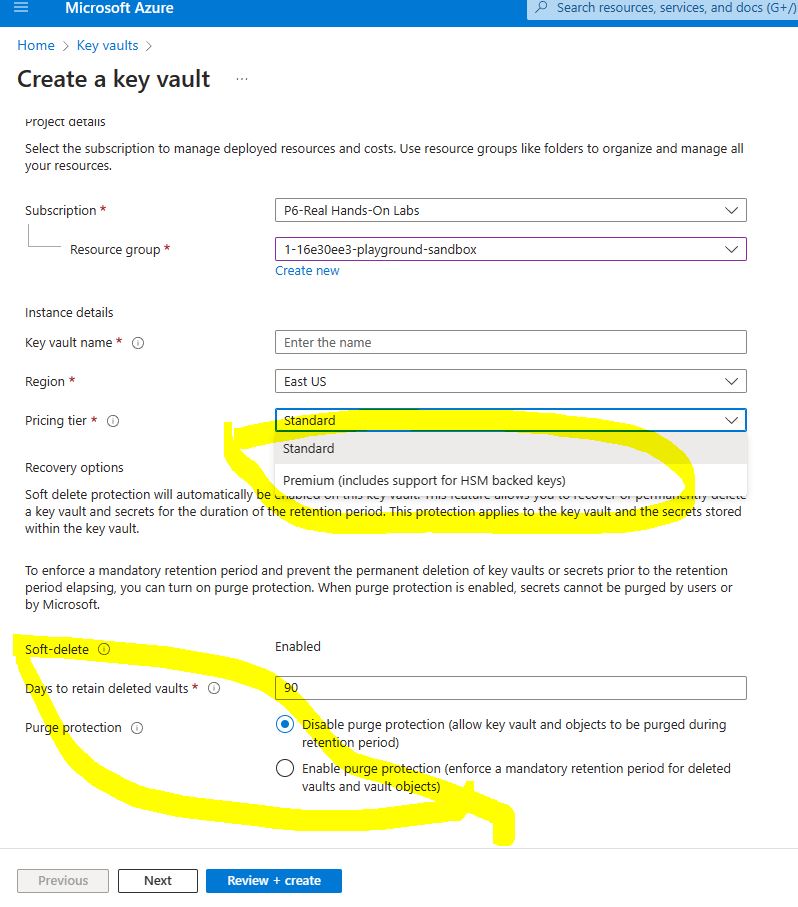 Microsoft Azure
Search resources, services, and docs (G+/)
Home > Key vaults >
Create a key vault ...
Project details
Select the subscription to manage deployed resources and costs. Use resource groups like folders to organize and manage all
your resources.
Subscription *
P6-Real Hands-On Labs
Resource group *
1-16e30ee3-playground-sandbox
Create new
Instance details
Key vault name *
Enter the name
Region *
East US
Pricing tier *
Standard
Standard
Premium (includes support for HSM backed keys)
Recovery options
Soft delete protection will automatically be enabled on this key vault. This feature allows you to recover or permanently delete
a key vault and secrets for the duration of the retention period. This protection applies to the key vault and the secrets stored
within the key vault.
To enforce a mandatory retention period and prevent the permanent deletion of key vaults or secrets prior to the retention
period elapsing, you can turn on purge protection. When purge protection is enabled, secrets cannot be purged by users or
by Microsoft.
Soft-delete
Enabled
Days to retain deleted vaults *
90
Purge protection
Disable purge protection (allow key vault and objects to be purged during
retention period)
Enable purge protection (enforce a mandatory retention period for deleted
vaults and vault objects)
Previous
Next
Review + create